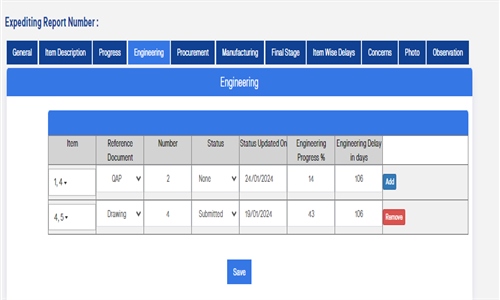 Expediting Report Number :
General Item Description Progress Engineering Procurement Manufacturing Final Stage Item Wise Delays Concerns Photo Observation
Engineering
Item Reference Document Number Status Status Updated On Engineering Progress % Engineering Delay in days
1, 4 QAP 2 None 24/01/2024 14 106 Add
4, 5 Drawing 4 Submitted 19/01/2024 43 106 Remove
Save